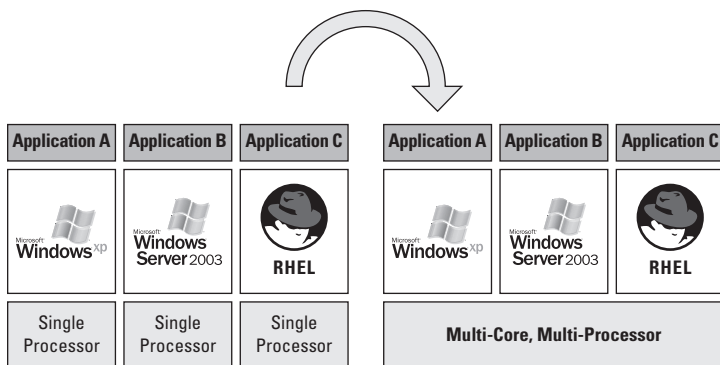 Application A Application B Application C
Microsoft
Windows xp
Microsoft
Windows
Server 2003
RHEL
Single
Processor
Single
Processor
Single
Processor
Application A Application B Application C
Microsoft
Windows xp
Microsoft
Windows
Server 2003
RHEL
Multi-Core, Multi-Processor